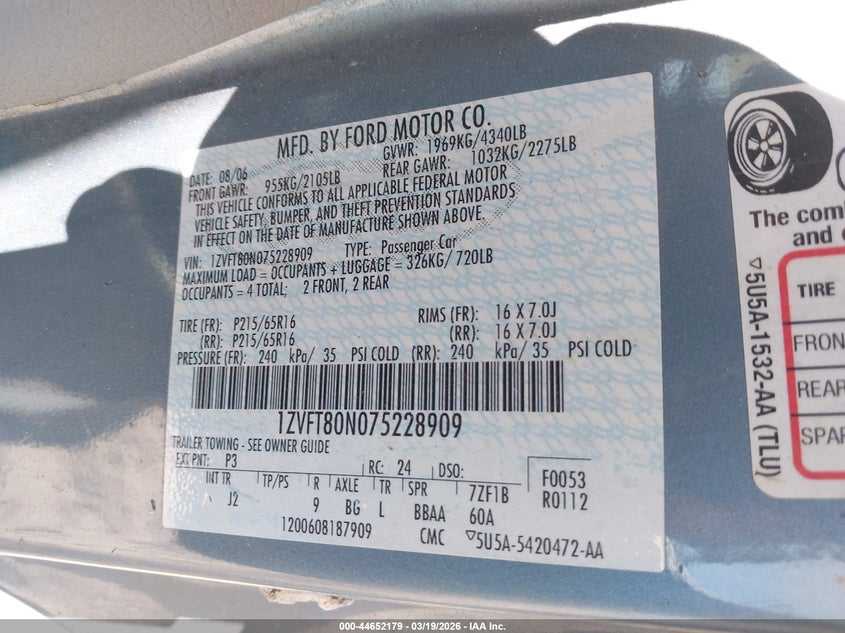 MFD. BY FORD MOTOR CO.
DATE: 08/06 GVWR: 1969KG/4340LB
FRONT GAWR: 955KG/2105LB REAR GAWR: 1032KG/2275LB
THIS VEHICLE CONFORMS TO ALL APPLICABLE FEDERAL MOTOR
VEHICLE SAFETY, BUMPER, AND THEFT PREVENTION STANDARDS
IN EFFECT ON THE DATE OF MANUFACTURE SHOWN ABOVE.
VIN: 1ZVFT80N075228909 TYPE: Passenger Car
MAXIMUM LOAD = OCCUPANTS + LUGGAGE = 326KG/720LB
OCCUPANTS = 4 TOTAL; 2 FRONT, 2 REAR
TIRE (FR): P215/65R16 RIMS (FR): 16 X 7.0J
(RR): P215/65R16 (RR): 16 X 7.0J
PRESSURE (FR): 240 kPa/ 35 PSI COLD (RR): 240 kPa/ 35 PSI COLD
1ZVFT80N075228909
TRAILER TOWING - SEE OWNER GUIDE
EXT PNT: P3 RC: 24 DSO: F0053
INT TR TP/PS R AXLE TR SPR 7ZF1B R0112
J2 9 BG L BBAA 60A
1200608187909 CMC ▽5U5A-5420472-AA
The comb
and
▽5U5A-1532-AA (TLU)
TIRE
FRON
REAR
SPAR
000-44652179 — 03/19/2026 — IAA Inc.